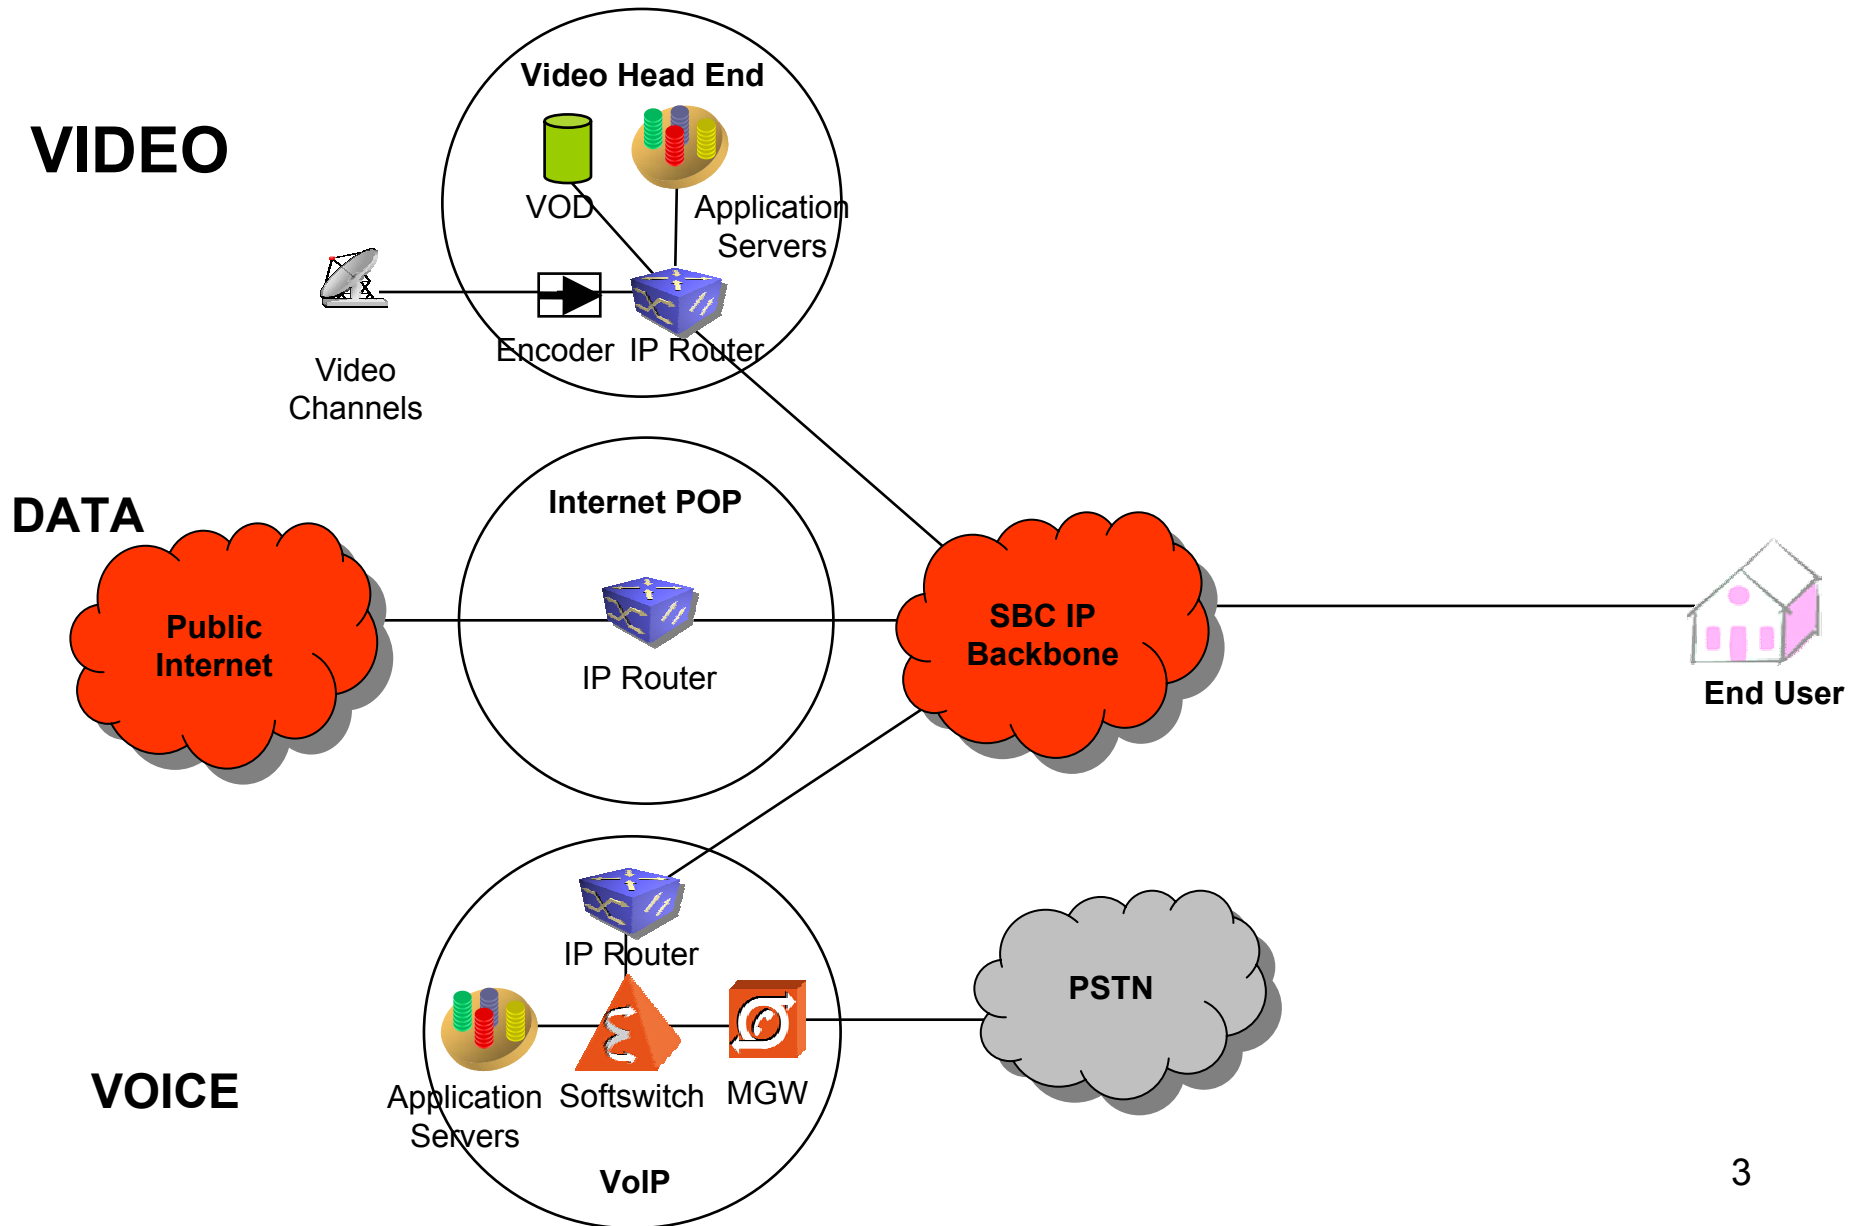 VIDEO
Video Head End
VOD
Application
Servers
Encoder
IP Router
Video
Channels
DATA
Internet POP
Public
Internet
IP Router
SBC IP
Backbone
End User
IP Router
PSTN
VOICE
Application
Servers
Softswitch
MGW
VoIP
3